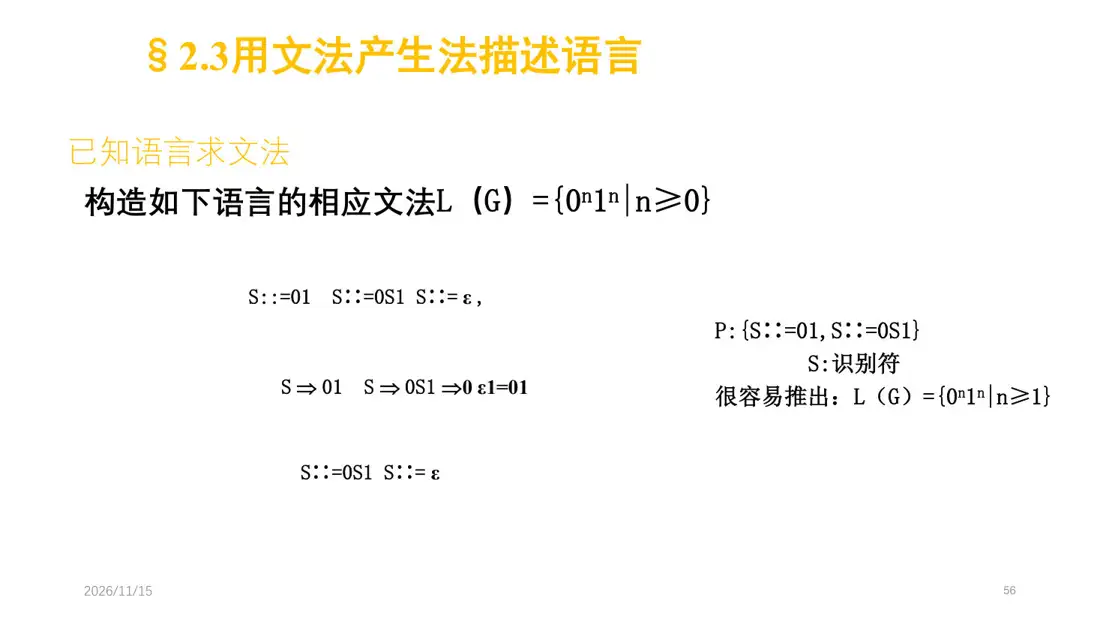 §2.3用文法产生法描述语言
已知语言求文法
构造如下语言的相应文法L（G）={0ⁿ1ⁿ|n≥0}
S::=01 S∷=0S1 S∷= ε,
P:{S∷=01,S∷=0S1}
S:识别符
S ⇒ 01 S ⇒ 0S1 ⇒0 ε1=01
很容易推出：L（G）={0ⁿ1ⁿ|n≥1}
S∷=0S1 S∷= ε
2026/11/15
56